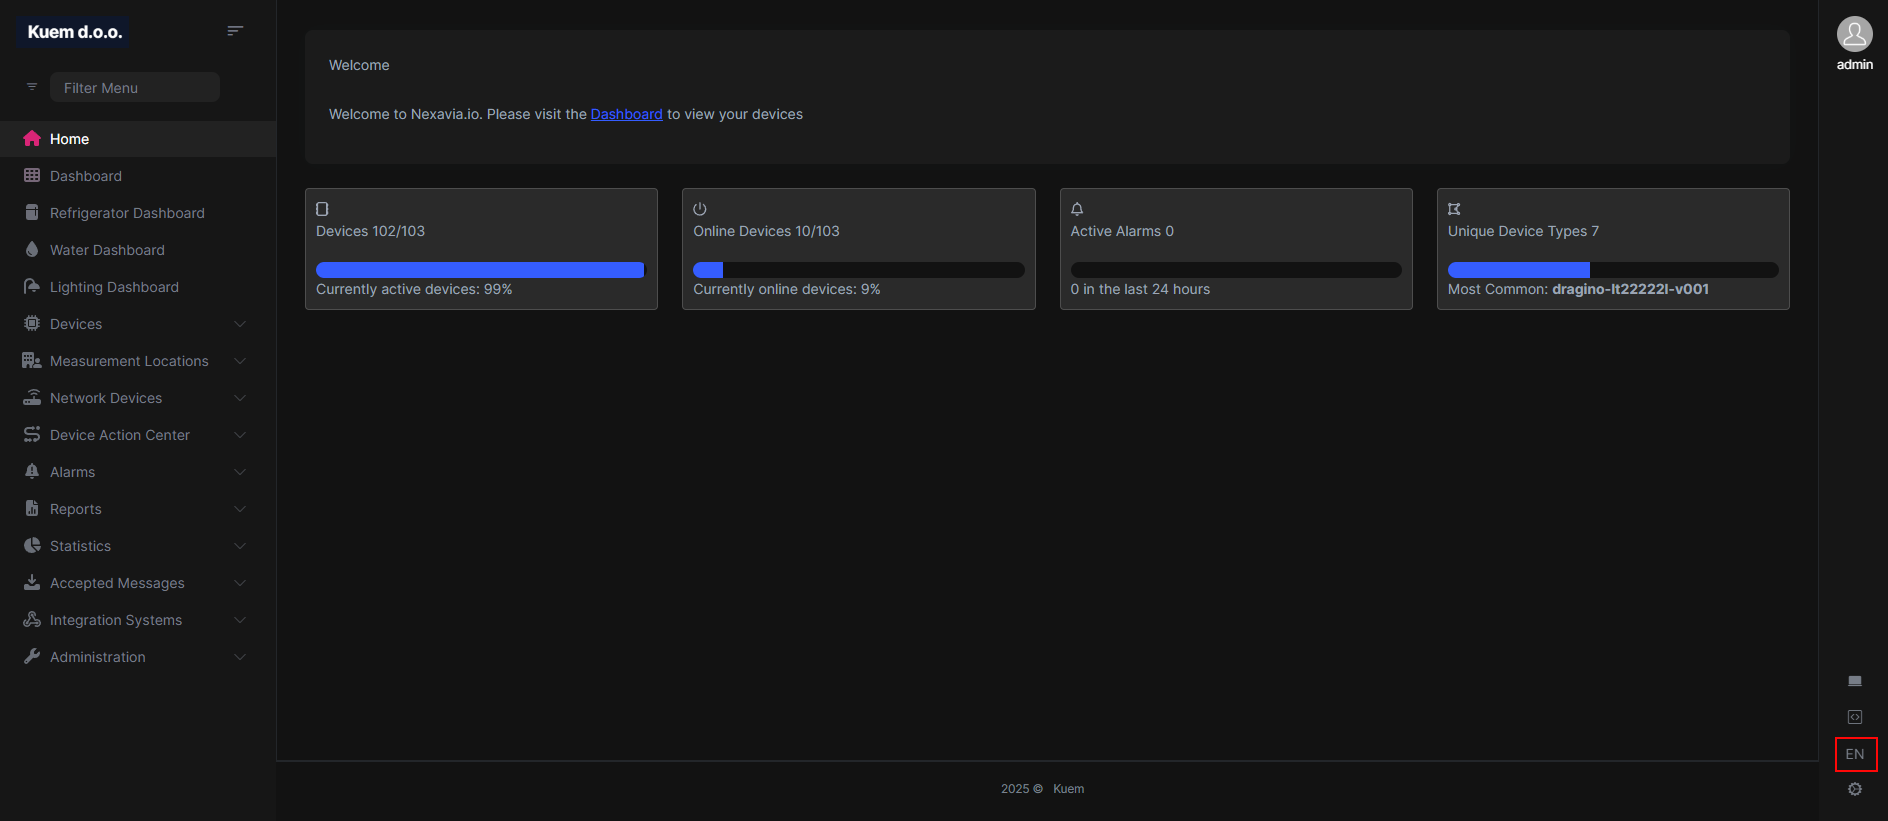 Kuem d.o.o.
Filter Menu
Home
Dashboard
Refrigerator Dashboard
Water Dashboard
Lighting Dashboard
Devices
Measurement Locations
Network Devices
Device Action Center
Alarms
Reports
Statistics
Accepted Messages
Integration Systems
Administration
Welcome
Welcome to Nexavia.io. Please visit the Dashboard to view your devices
Devices 102/103
Currently active devices: 99%
Online Devices 10/103
Currently online devices: 9%
Active Alarms 0
0 in the last 24 hours
Unique Device Types 7
Most Common: dragino-lt22222l-v001
2025 © Kuem
admin
EN